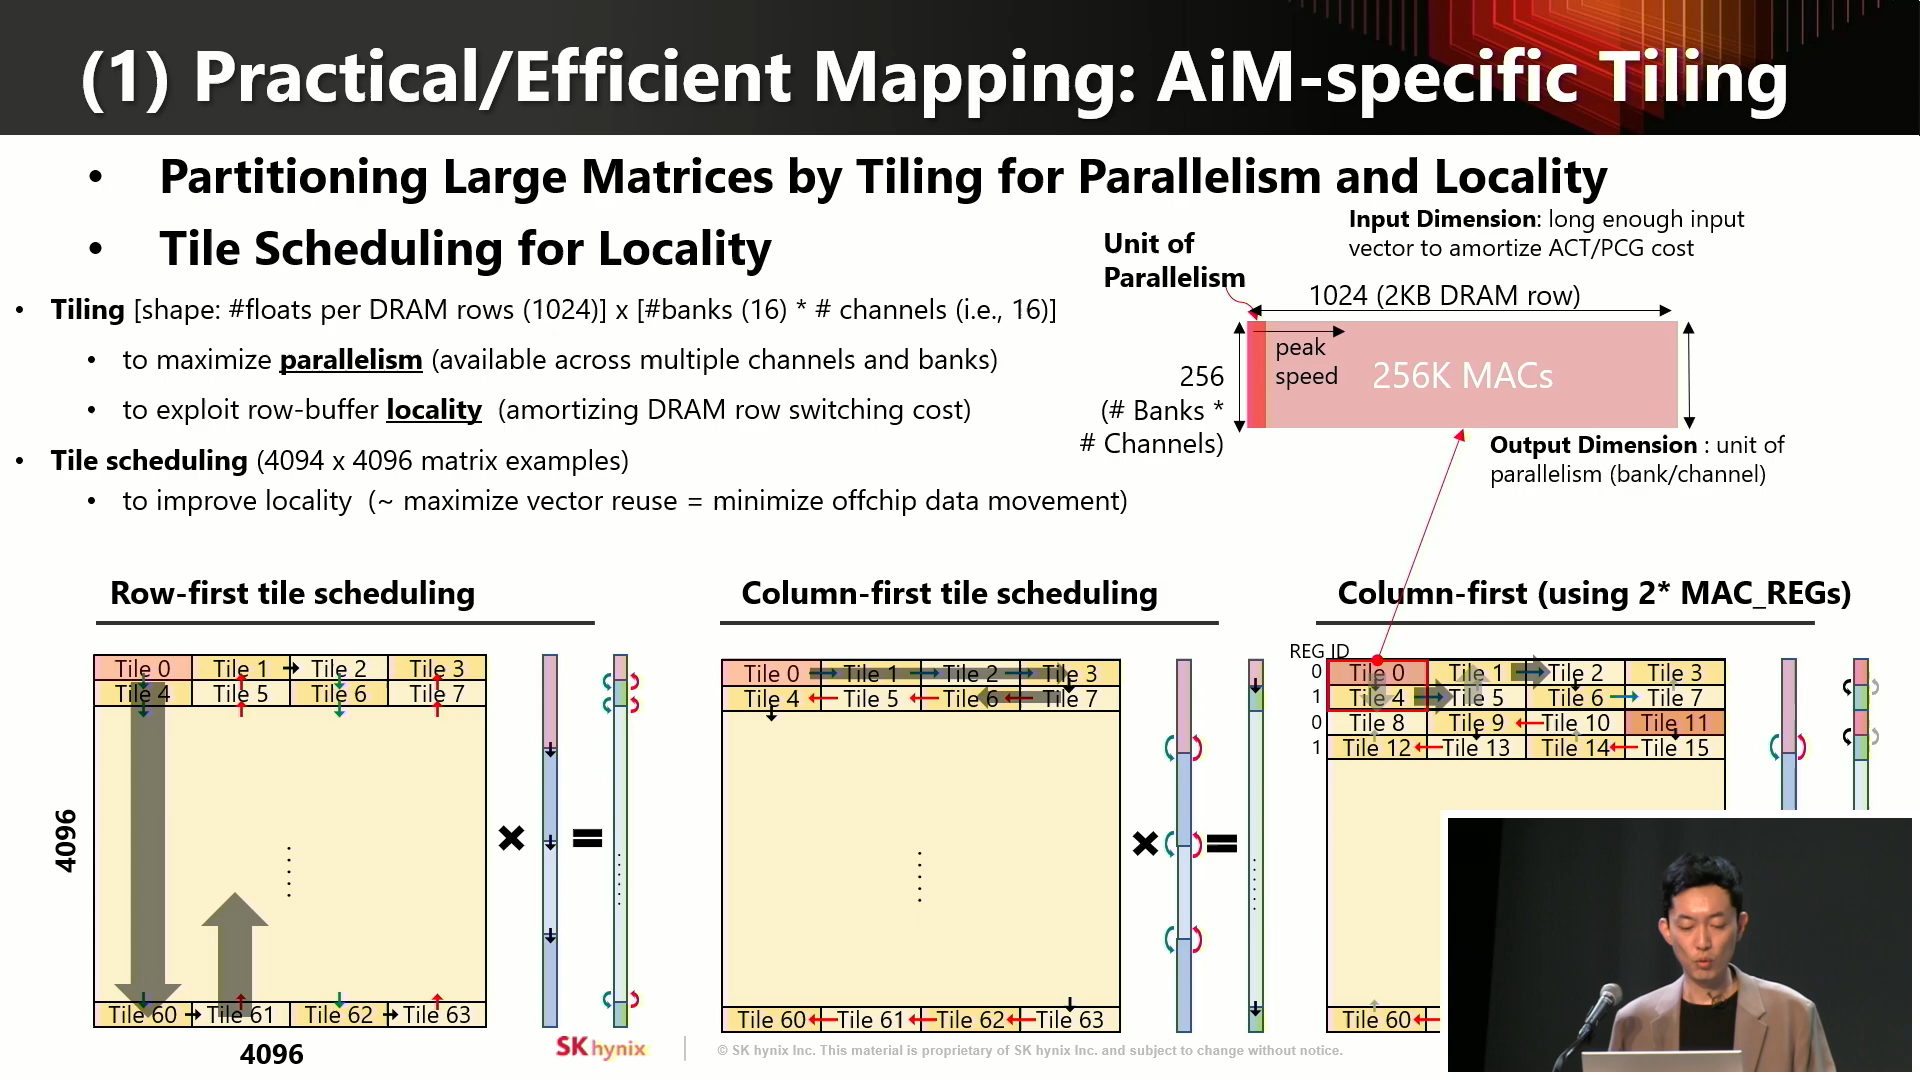 (1) Practical/Efficient Mapping: AiM-specific Tiling
• Partitioning Large Matrices by Tiling for Parallelism and Locality
• Tile Scheduling for Locality
• Tiling [shape: #floats per DRAM rows (1024)] x [#banks (16) * # channels (i.e., 16)]
• to maximize parallelism (available across multiple channels and banks)
• to exploit row-buffer locality (amortizing DRAM row switching cost)
• Tile scheduling (4094 x 4096 matrix examples)
• to improve locality (~ maximize vector reuse = minimize offchip data movement)
Unit of
Parallelism
Input Dimension: long enough input
vector to amortize ACT/PCG cost
1024 (2KB DRAM row)
peak
speed
256K MACs
256
(# Banks *
# Channels)
Output Dimension : unit of
parallelism (bank/channel)
Row-first tile scheduling
Tile 0 Tile 1 Tile 2 Tile 3
Tile 4 Tile 5 Tile 6 Tile 7
4096
× =
Tile 60 Tile 61 Tile 62 Tile 63
4096
Column-first tile scheduling
Tile 0 Tile 1 Tile 2 Tile 3
Tile 4 Tile 5 Tile 6 Tile 7
× =
Tile 60 Tile 61 Tile 62 Tile 63
Column-first (using 2* MAC_REGs)
REG ID
0 Tile 0 Tile 1 Tile 2 Tile 3
1 Tile 4 Tile 5 Tile 6 Tile 7
0 Tile 8 Tile 9 Tile 10 Tile 11
1 Tile 12 Tile 13 Tile 14 Tile 15
Tile 60
SK hynix
© SK hynix Inc. This material is proprietary of SK hynix Inc. and subject to change without notice.